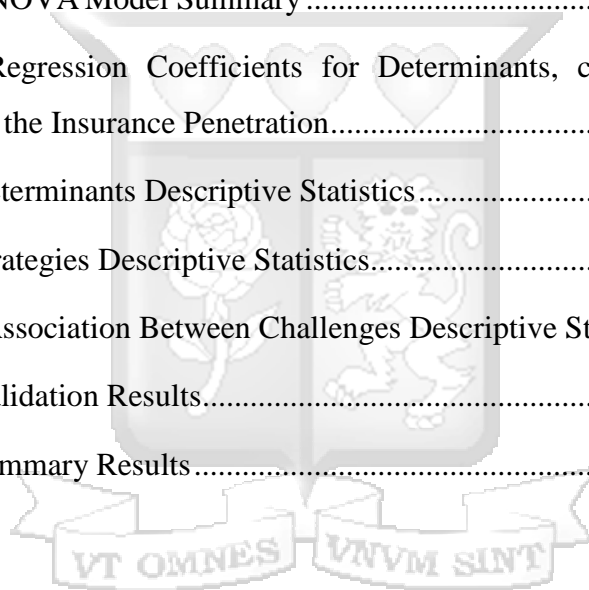 NOVA Model Summary
Regression Coefficients for Determinants, c
the Insurance Penetration
terminants Descriptive Statistics
rategies Descriptive Statistics
Association Between Challenges Descriptive St
lidation Results
mmary Results
VT OMNES VNVM SINT